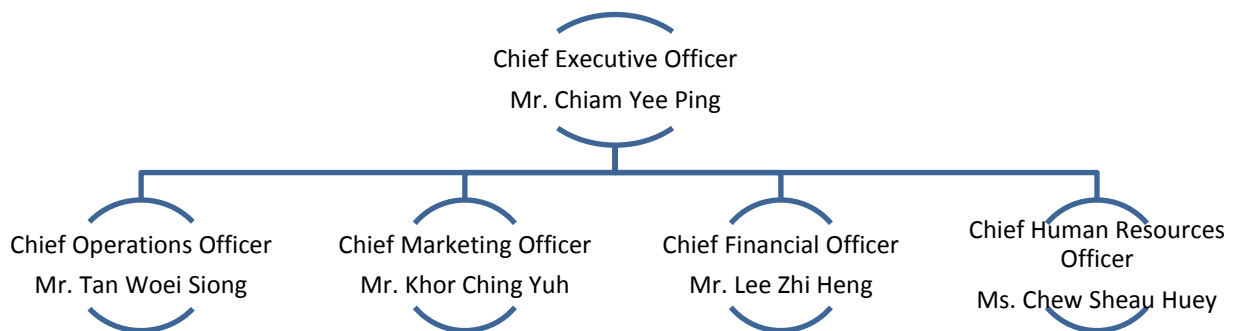 Chief Executive Officer
Mr. Chiam Yee Ping
Chief Operations Officer
Mr. Tan Woei Siong
Chief Marketing Officer
Mr. Khor Ching Yuh
Chief Financial Officer
Mr. Lee Zhi Heng
Chief Human Resources
Officer
Ms. Chew Sheau Huey